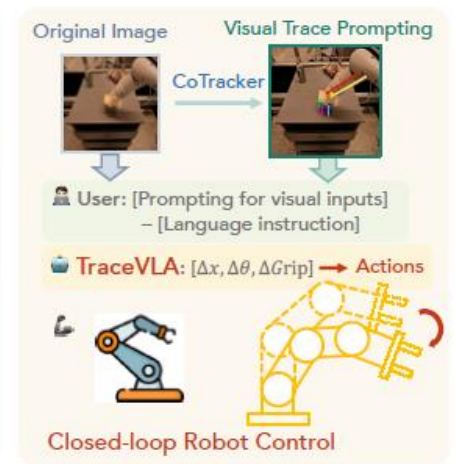 Original Image
Visual Trace Prompting
CoTracker
User: [Prompting for visual inputs]
– [Language instruction]
TraceVLA: [Δx, Δθ, ΔGrip] → Actions
Closed-loop Robot Control